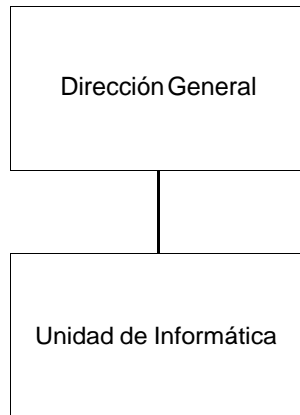 Dirección General
Unidad de Informática